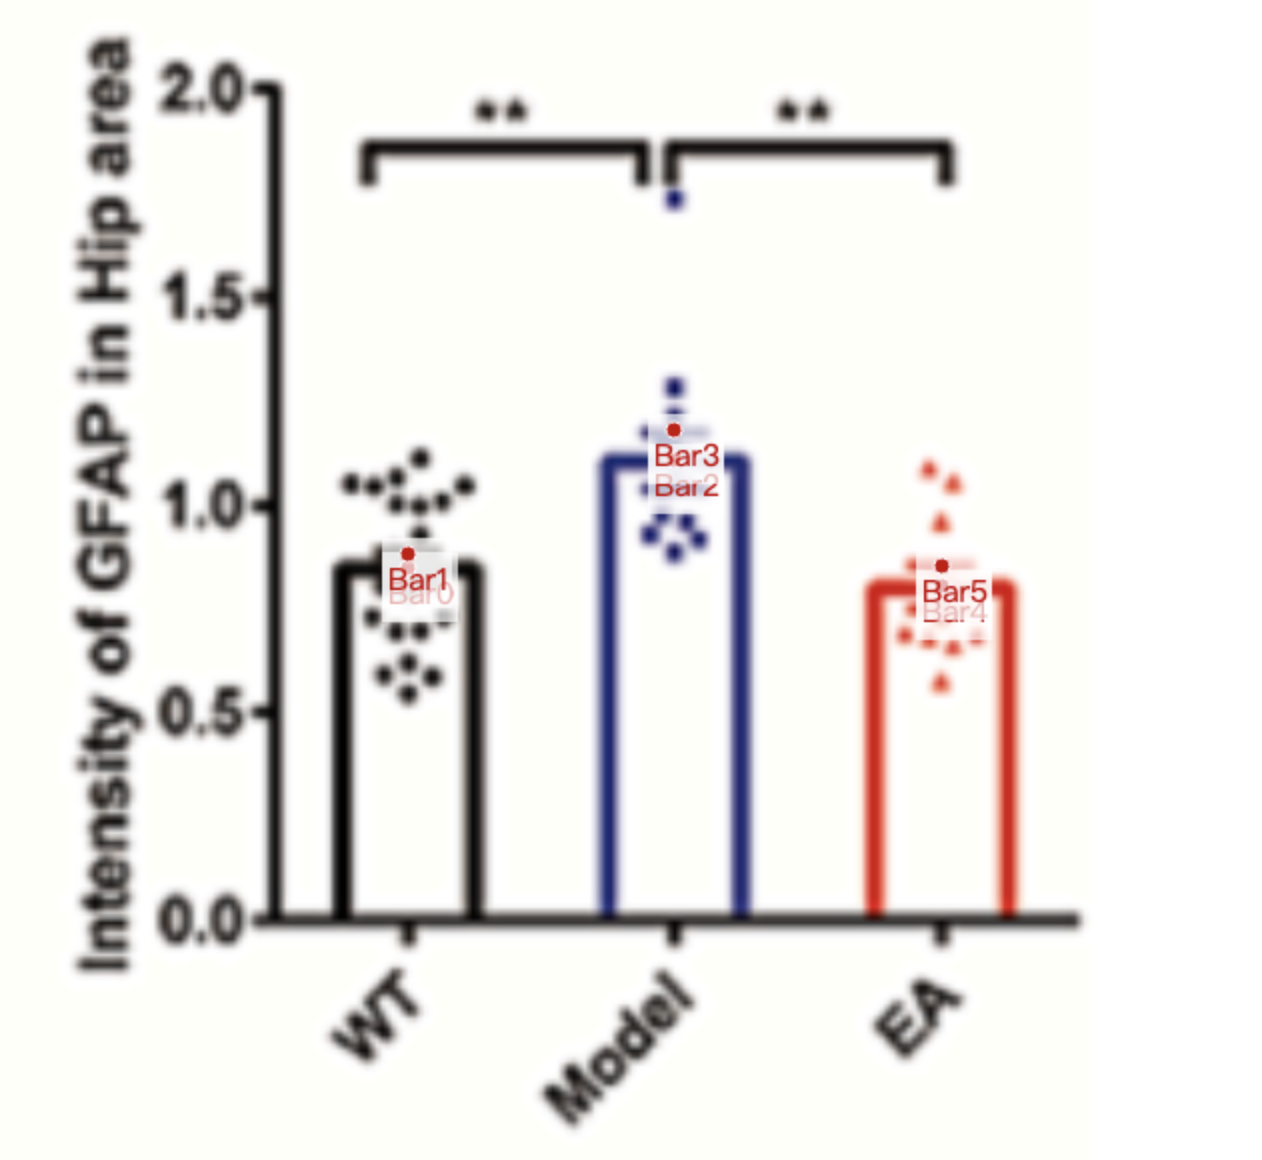 Intensity of GFAP in Hip area
2.0
1.5
1.0
0.5
0.0
** **
Bar3
Bar2
Bar1
Bar0
Bar5
Bar4
WT Model EA